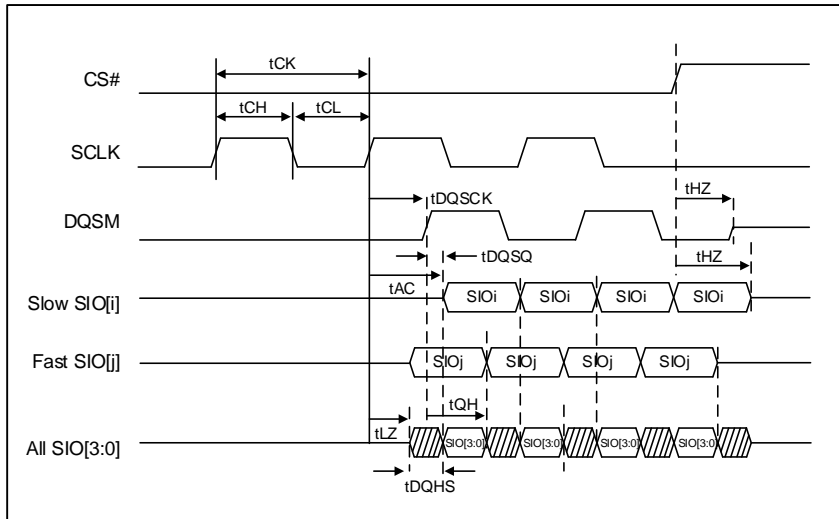 tCK
CS#
tCH
tCL
SCLK
tDQSCK
tHZ
DQSM
tDQSQ
tHZ
tAC
Slow SIO[i]
SIOi SIOi SIOi SIOi
Fast SIO[j]
SIOj SIOj SIOj SIOj
tQH
tLZ
All SIO[3:0]
SIO[3:0] SIO[3:0] SIO[3:0] SIO[3:0]
tDQHS